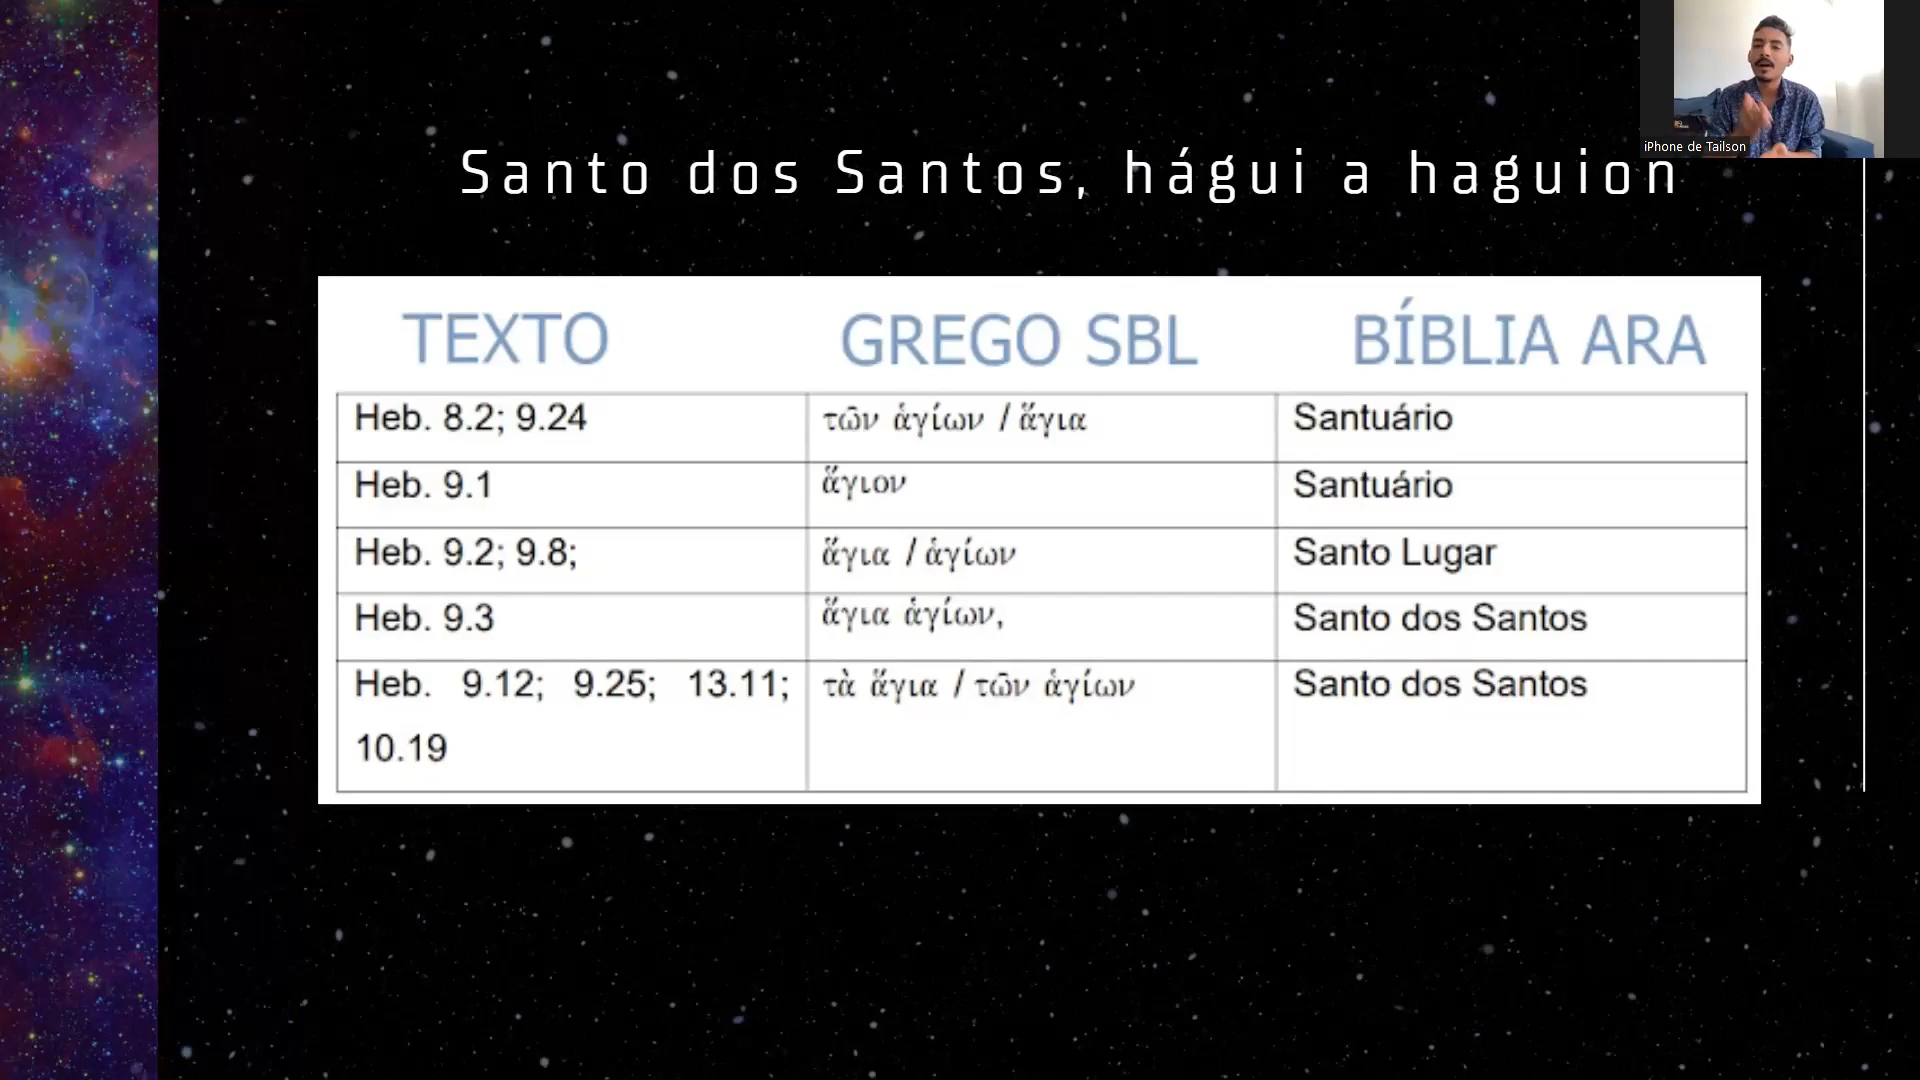 iPhone de Tailson
Santo dos Santos, hágui a haguion
TEXTO GREGO SBL BÍBLIA ARA
Heb. 8.2; 9.24 τῶν ἁγίων / ἅγια Santuário
Heb. 9.1 ἅγιον Santuário
Heb. 9.2; 9.8; ἅγια / ἁγίων Santo Lugar
Heb. 9.3 ἅγια ἁγίων, Santo dos Santos
Heb. 9.12; 9.25; 13.11; τὰ ἅγια / τῶν ἁγίων Santo dos Santos
10.19